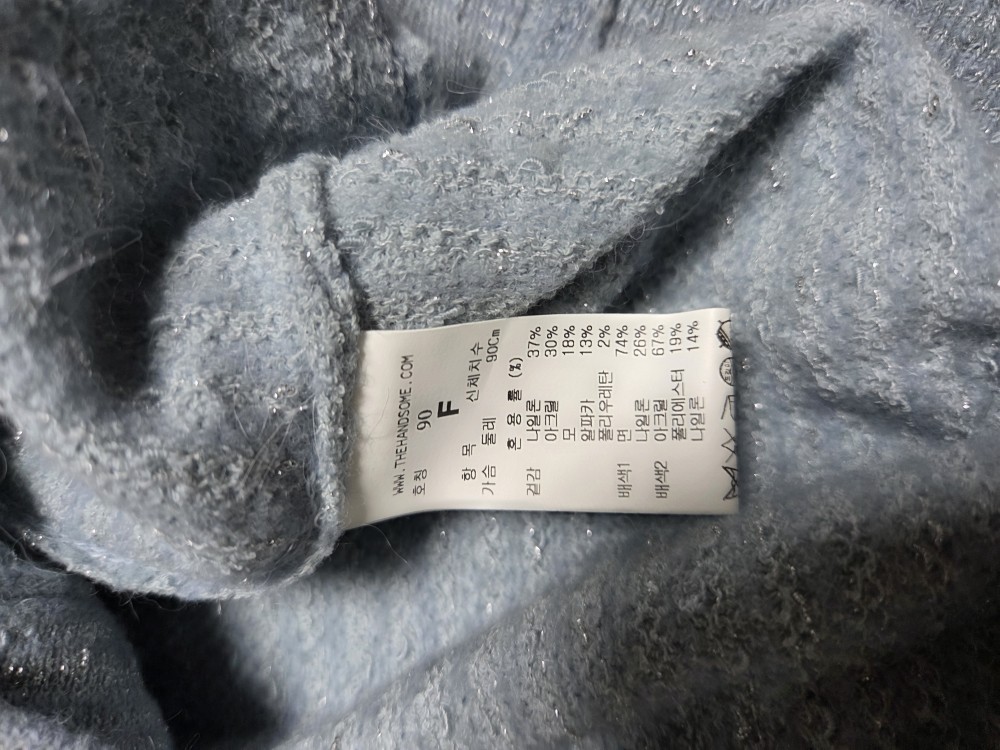 WWW.THEHANDSOME.COM
호칭 90
F
항 목 신체치수
가슴 둘레 90Cm
혼 용 률 (%)
겉감 나일론 37%
아크릴 30%
모 18%
알파카 13%
폴리우레탄 2%
배색1 면 74%
나일론 26%
배색2 아크릴 67%
폴리에스터 19%
나일론 14%